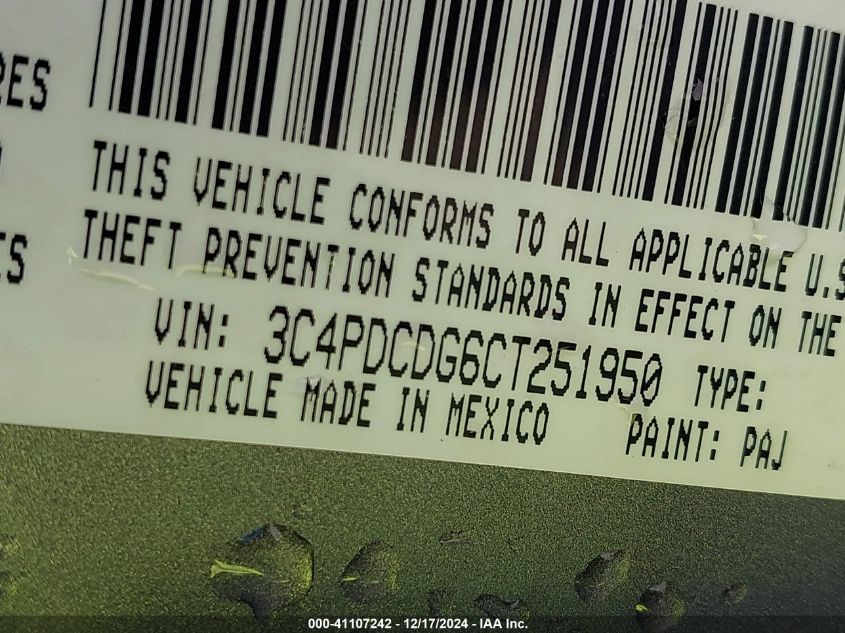 RES
THIS VEHICLE CONFORMS TO ALL APPLICABLE U.S
THEFT PREVENTION STANDARDS IN EFFECT ON THE
ES
VIN: 3C4PDCDG6CT251950 TYPE:
VEHICLE MADE IN MEXICO PAINT: PAJ
000-41107242 - 12/17/2024 - IAA Inc.